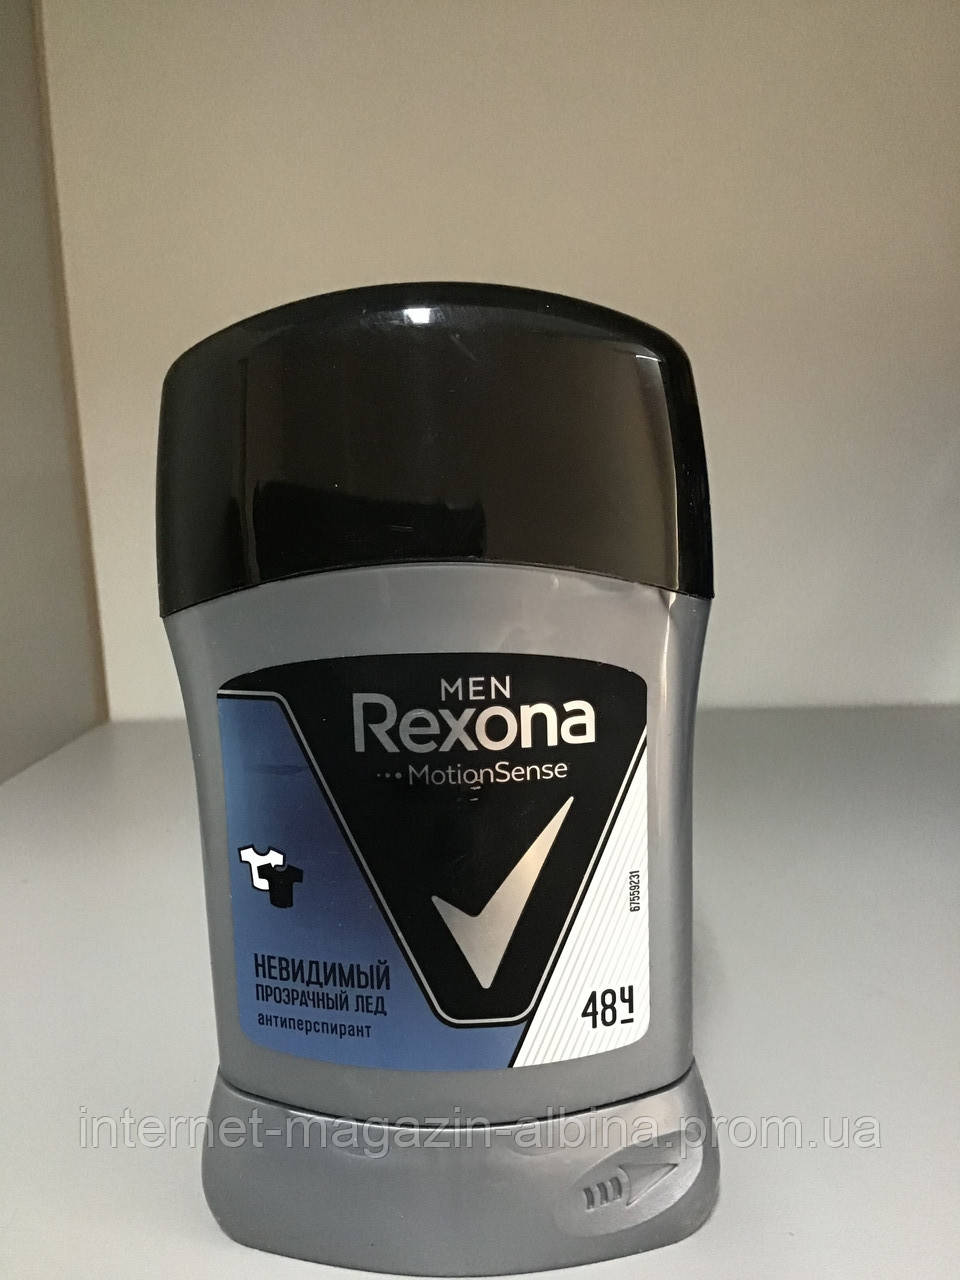 MEN
Rexona
MotionSense
67559231
НЕВИДИМЫЙ
ПРОЗРАЧНЫЙ ЛЕД
антиперспирант
48Ч
internet-magazin-albina.prom.ua